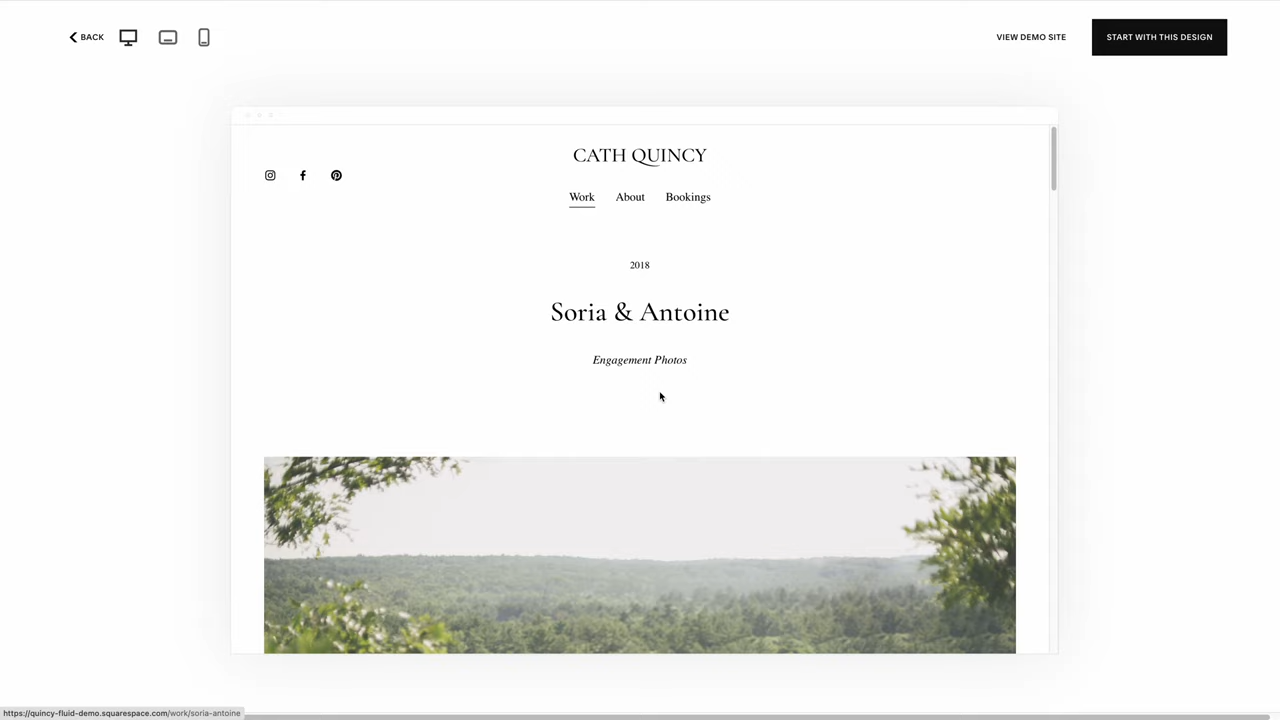 BACK
VIEW DEMO SITE
START WITH THIS DESIGN
CATH QUINCY
Work About Bookings
2018
Soria & Antoine
Engagement Photos
https://quincy-fluid-demo.squarespace.com/work/soria-antoine